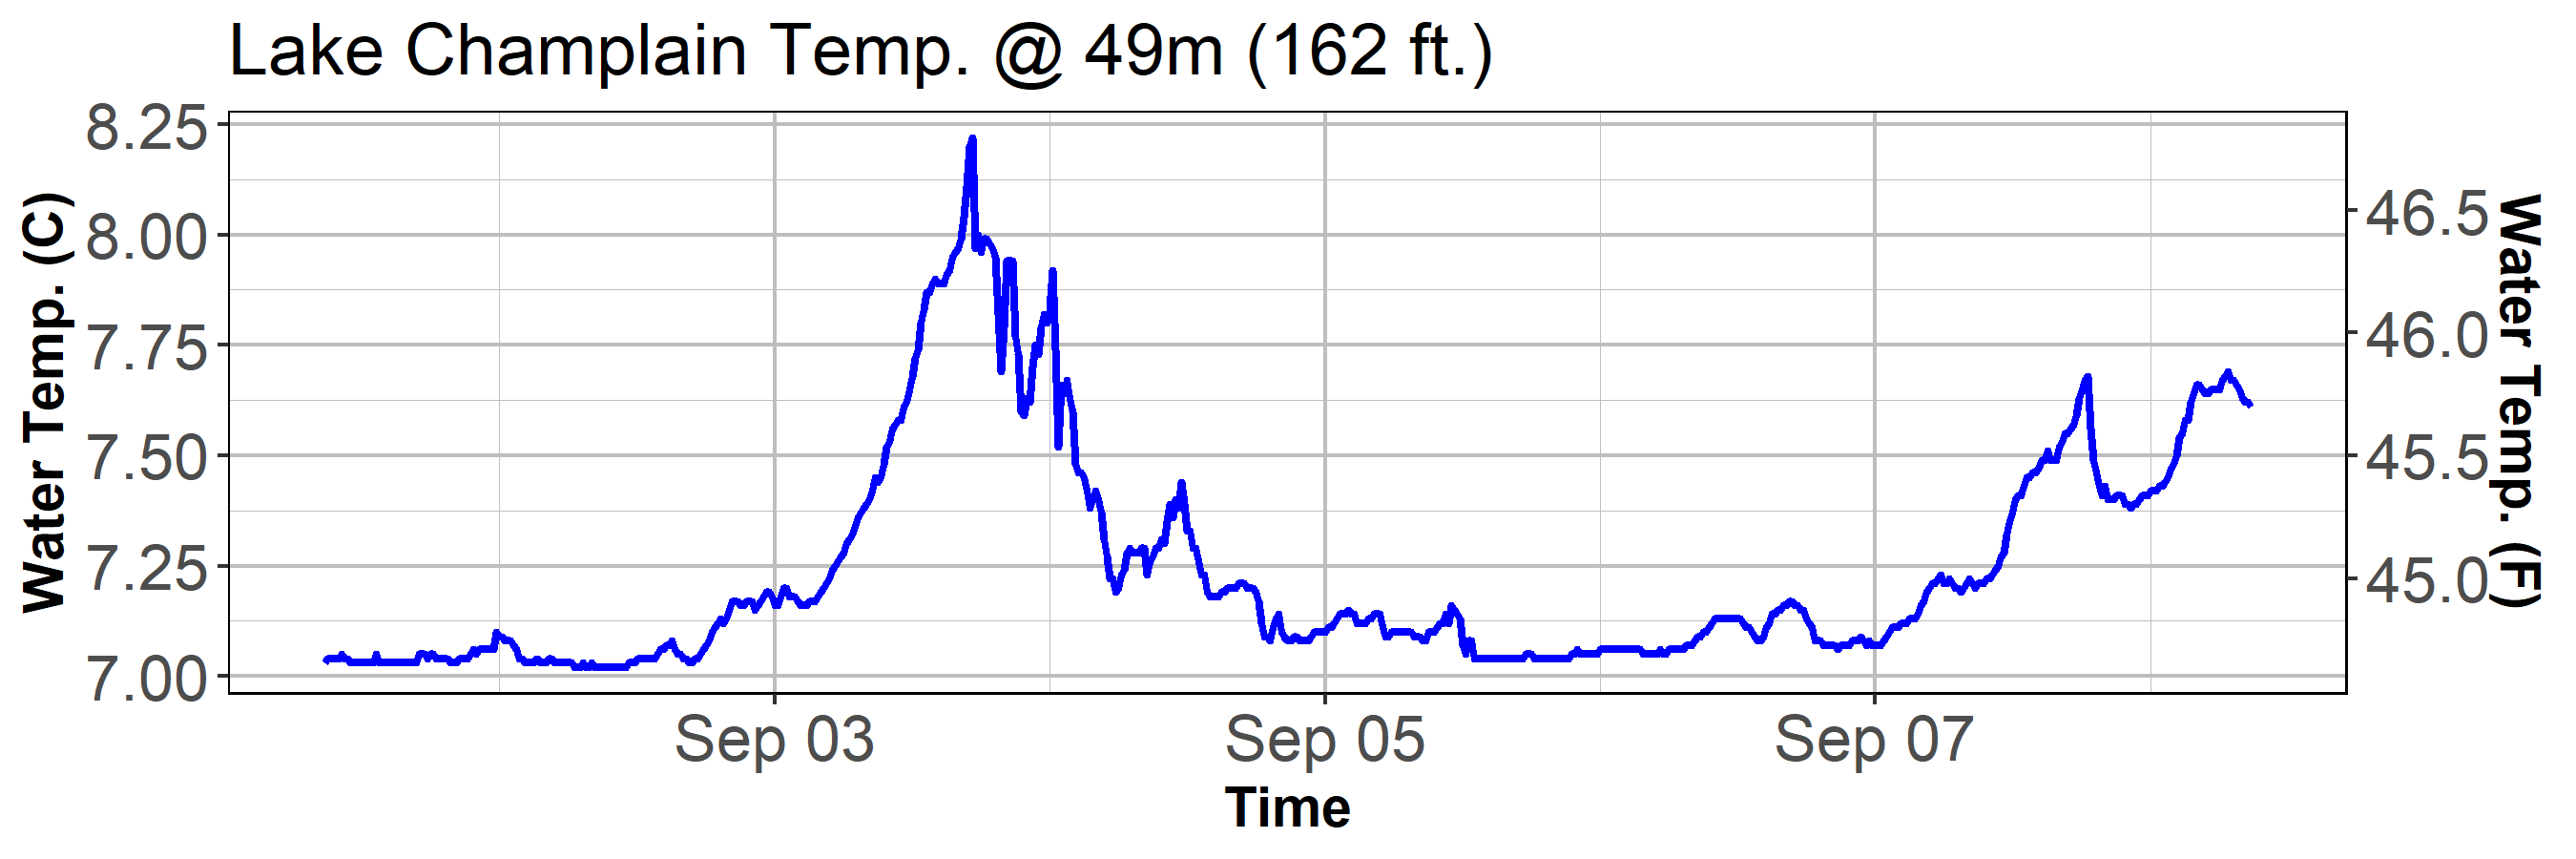 Lake Champlain Temp. @ 49m (162 ft.)
Water Temp. (C)
8.25
8.00
7.75
7.50
7.25
7.00
46.5
46.0
45.5
45.0
Water Temp. (F)
Sep 03
Sep 05
Sep 07
Time